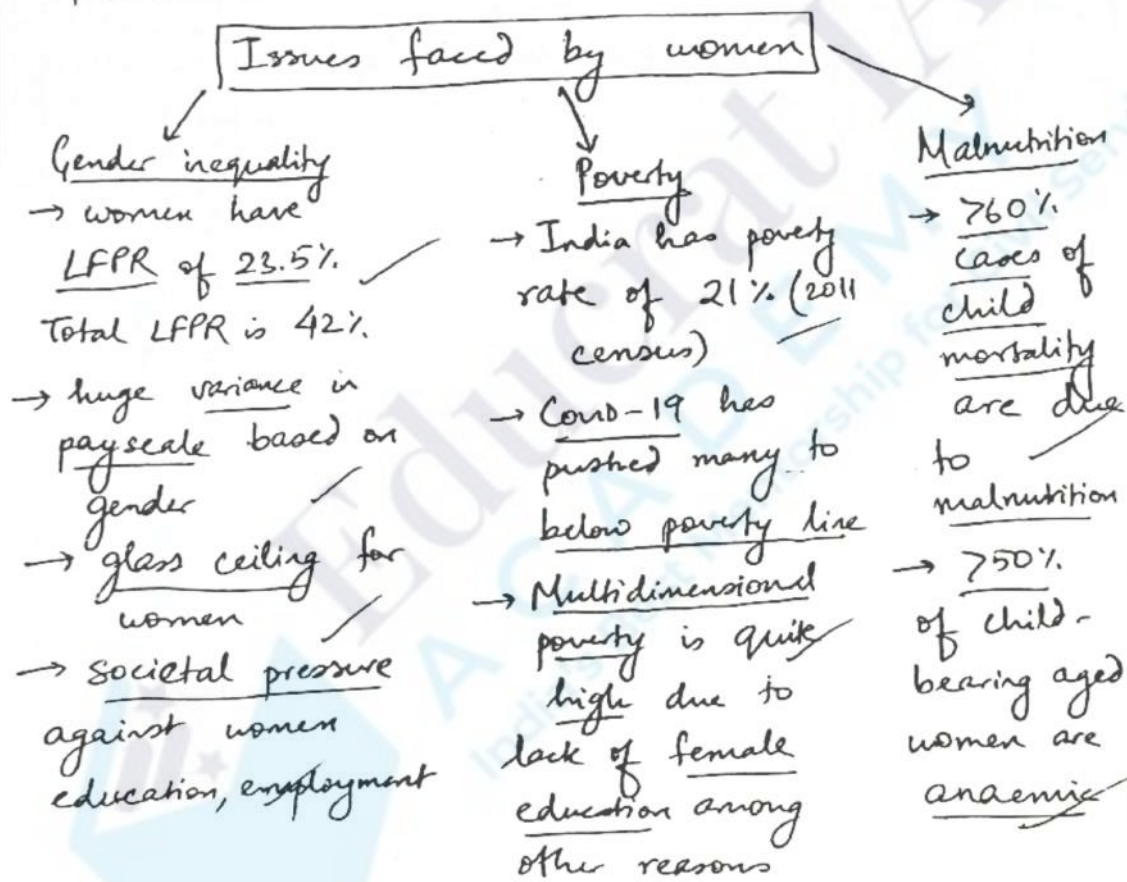 Issues faced by women
Gender inequality
→ women have
LFPR of 23.5%
Total LFPR is 42%
→ huge variance in
payscale based on
gender
→ glass ceiling for
women
→ societal pressure
against women
education, employment
Poverty
→ India has poverty
rate of 21% (2011
census)
→ Covid-19 has
pushed many to
below poverty line
→ Multidimensional
poverty is quite
high due to
lack of female
education among
other reasons
Malnutrition
→ >60%
cases of
child
mortality
are due
to
malnutrition
→ >50%
of child-
bearing aged
women are
anaemic
Educrat IA
ACADEMY